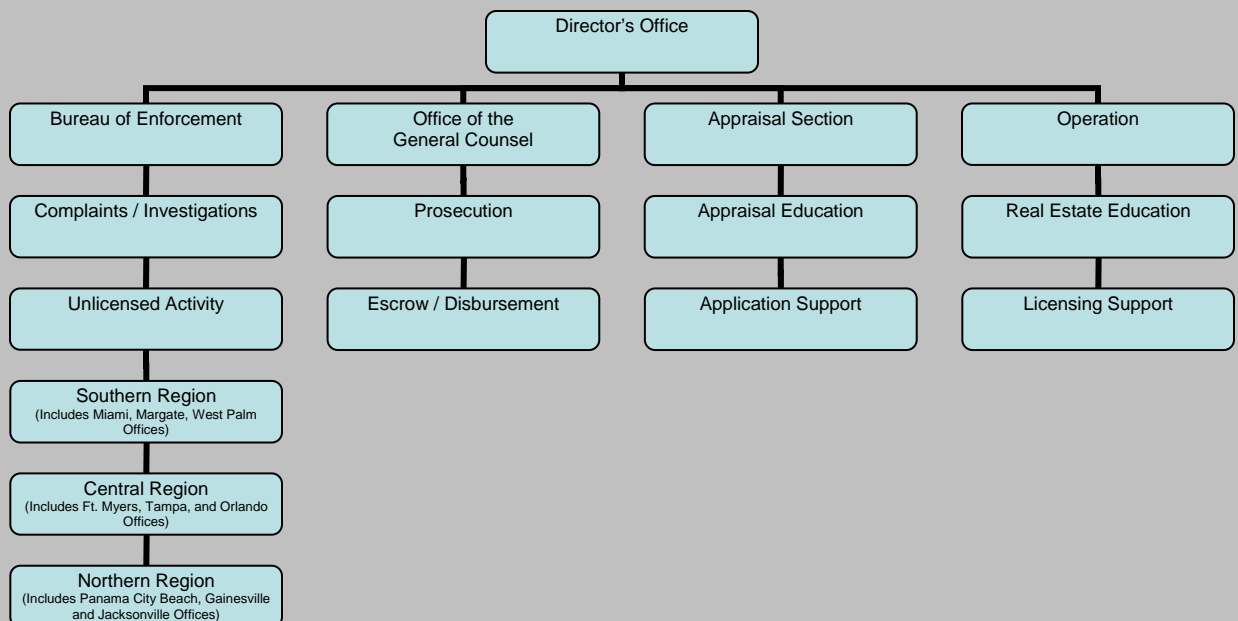 Director's Office
Bureau of Enforcement
Office of the
General Counsel
Appraisal Section
Operation
Complaints / Investigations
Prosecution
Appraisal Education
Real Estate Education
Unlicensed Activity
Escrow / Disbursement
Application Support
Licensing Support
Southern Region
(Includes Miami, Margate, West Palm
Offices)
Central Region
(Includes Ft. Myers, Tampa, and Orlando
Offices)
Northern Region
(Includes Panama City Beach, Gainesville
and Jacksonville Offices)